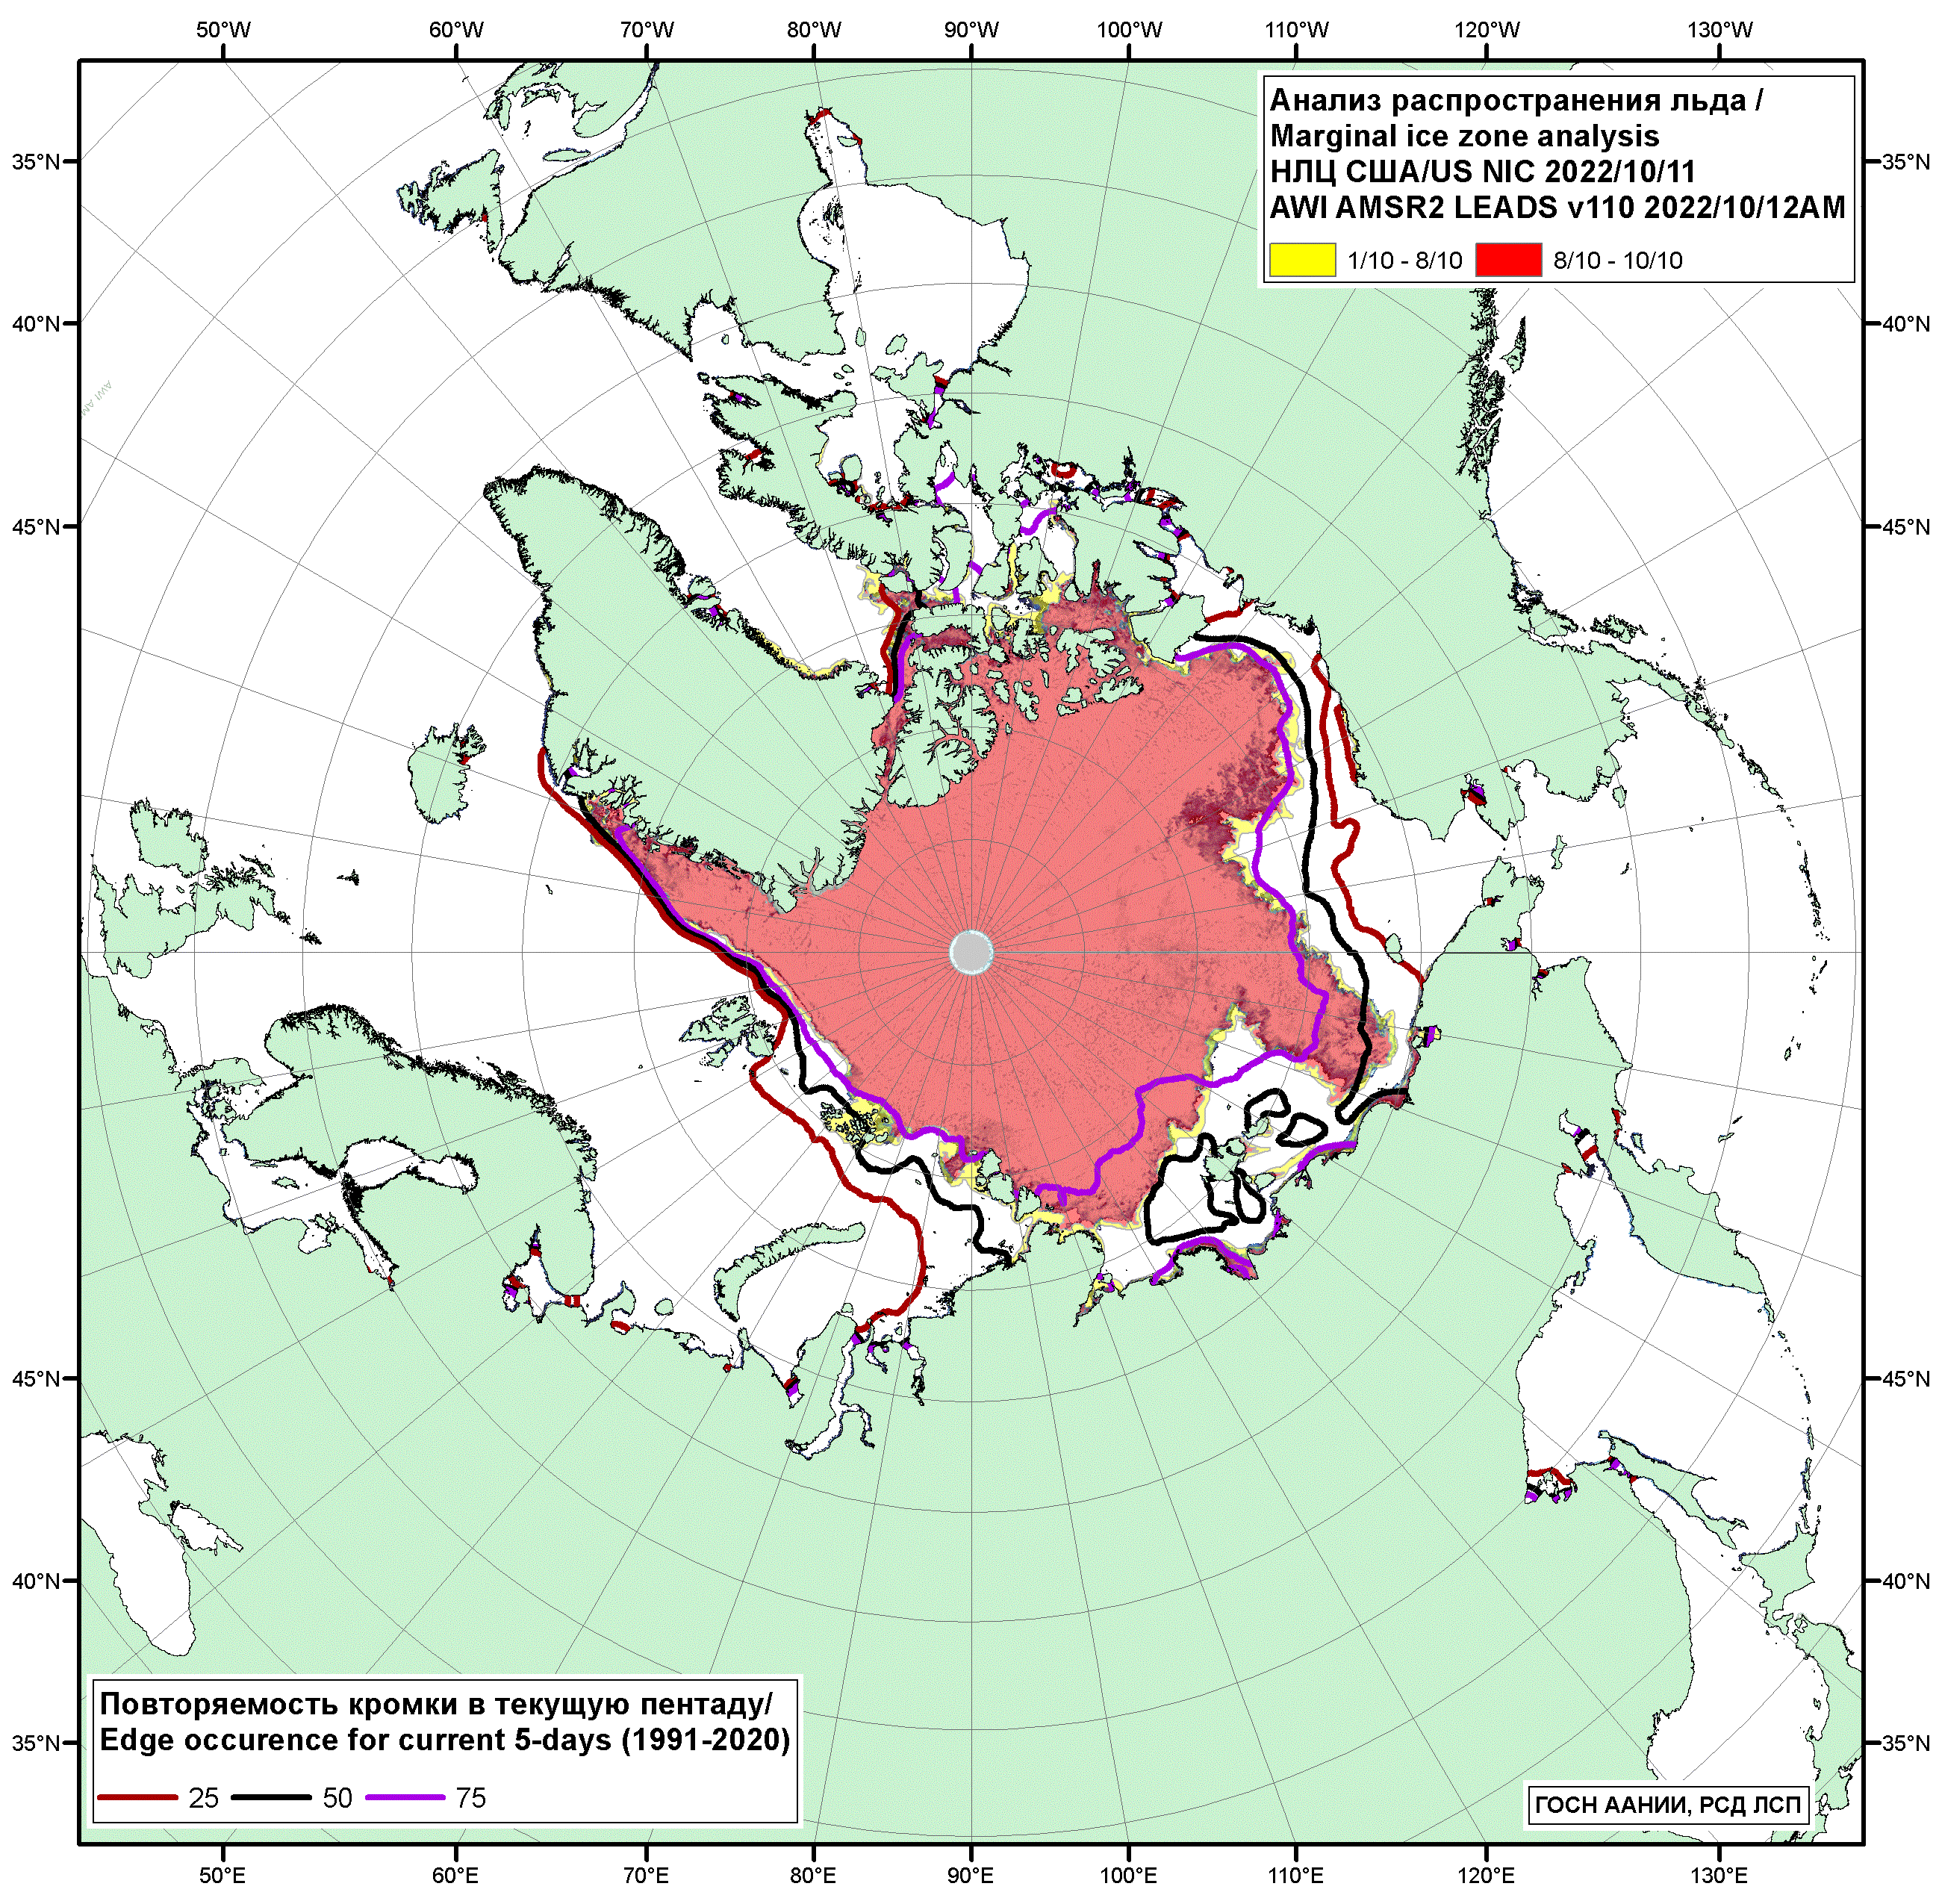 50°W 60°W 70°W 80°W 90°W 100°W 110°W 120°W 130°W
Анализ распространения льда /
Marginal ice zone analysis
НЛЦ США/US NIC 2022/10/11
AWI AMSR2 LEADS v110 2022/10/12AM
1/10 - 8/10 8/10 - 10/10
35°N 35°N
40°N 40°N
AWI AM
45°N 45°N
45°N 45°N
40°N 40°N
35°N 35°N
Повторяемость кромки в текущую пентаду/
Edge occurence for current 5-days (1991-2020)
25 50 75
ГОСН ААНИИ, РСД ЛСП
50°E 60°E 70°E 80°E 90°E 100°E 110°E 120°E 130°E